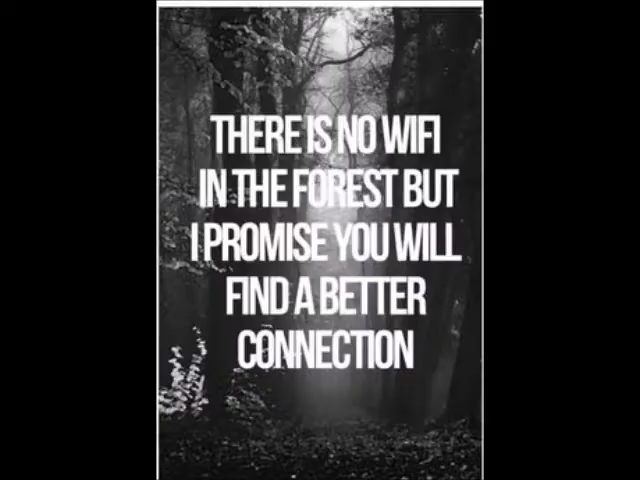 THERE IS NO WIFI
IN THE FOREST BUT
I PROMISE YOU WILL
FIND A BETTER
CONNECTION